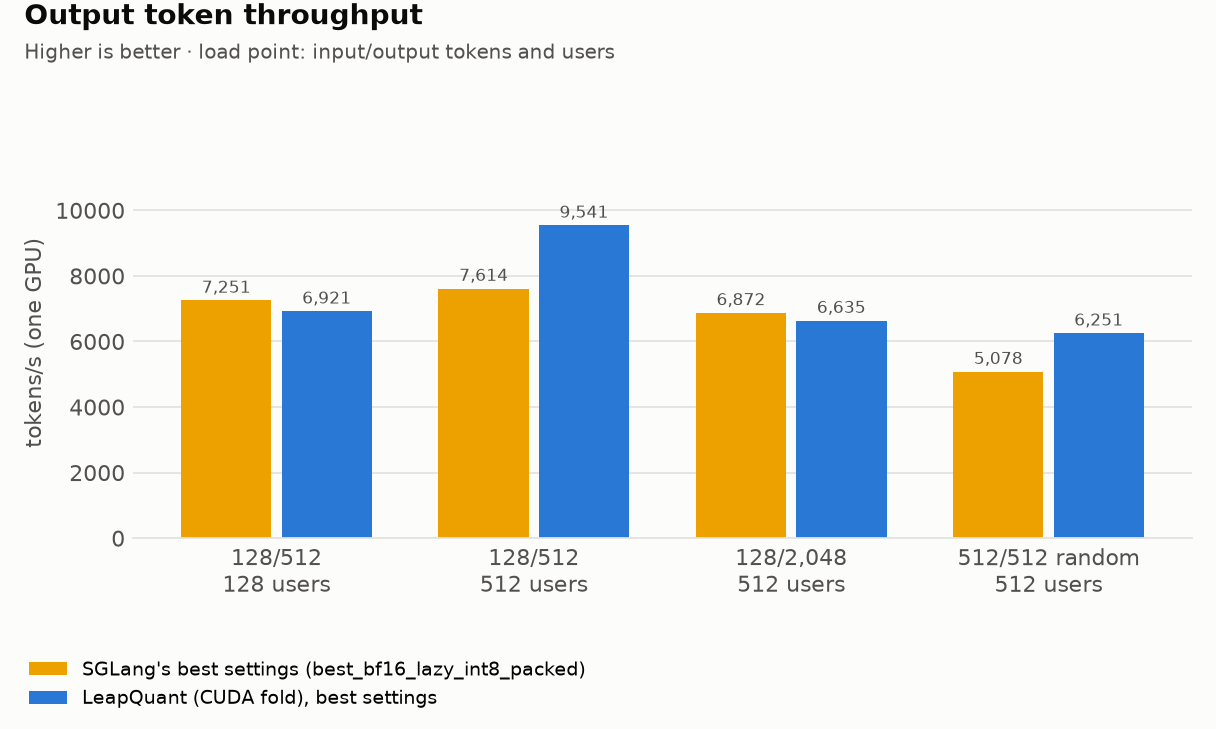 Output token throughput
Higher is better · load point: input/output tokens and users
tokens/s (one GPU)
10000
8000
6000
4000
2000
0
7,251
6,921
7,614
9,541
6,872
6,635
5,078
6,251
128/512
128 users
128/512
512 users
128/2,048
512 users
512/512 random
512 users
SGLang's best settings (best_bf16_lazy_int8_packed)
LeapQuant (CUDA fold), best settings